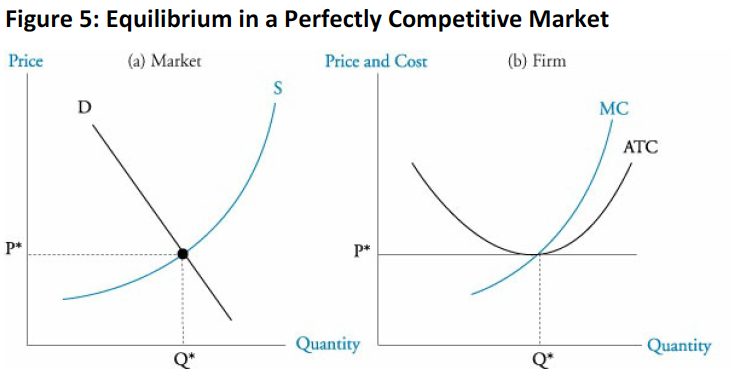 Figure 5: Equilibrium in a Perfectly Competitive Market
Price
(a) Market
D
S
P*
Q*
Quantity
Price and Cost
(b) Firm
MC
ATC
P*
Q*
Quantity